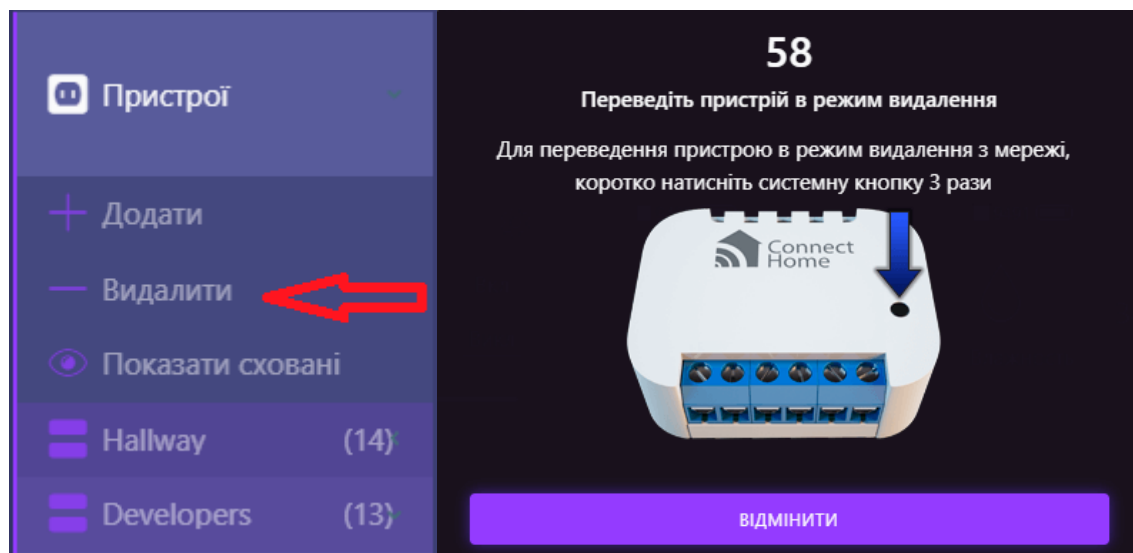 Пристрої
Додати
Видалити
Показати сховані
Hallway (14)
Developers (13)
58
Переведіть пристрій в режим видалення
Для переведення пристрою в режим видалення з мережі,
коротко натисніть системну кнопку 3 рази
Connect
Home
ВІДМІНИТИ